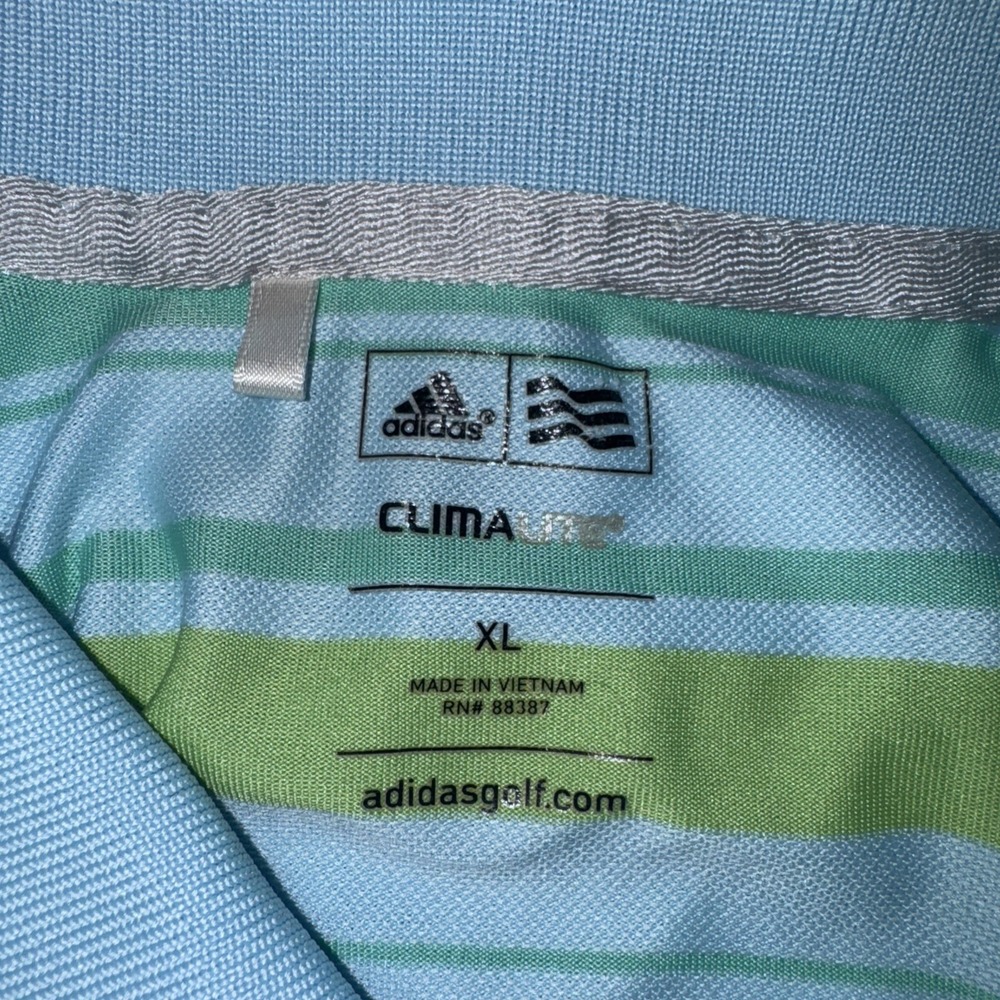 adidas®
CLIMALITE®
XL
MADE IN VIETNAM
RN# 88387
adidasgolf.com